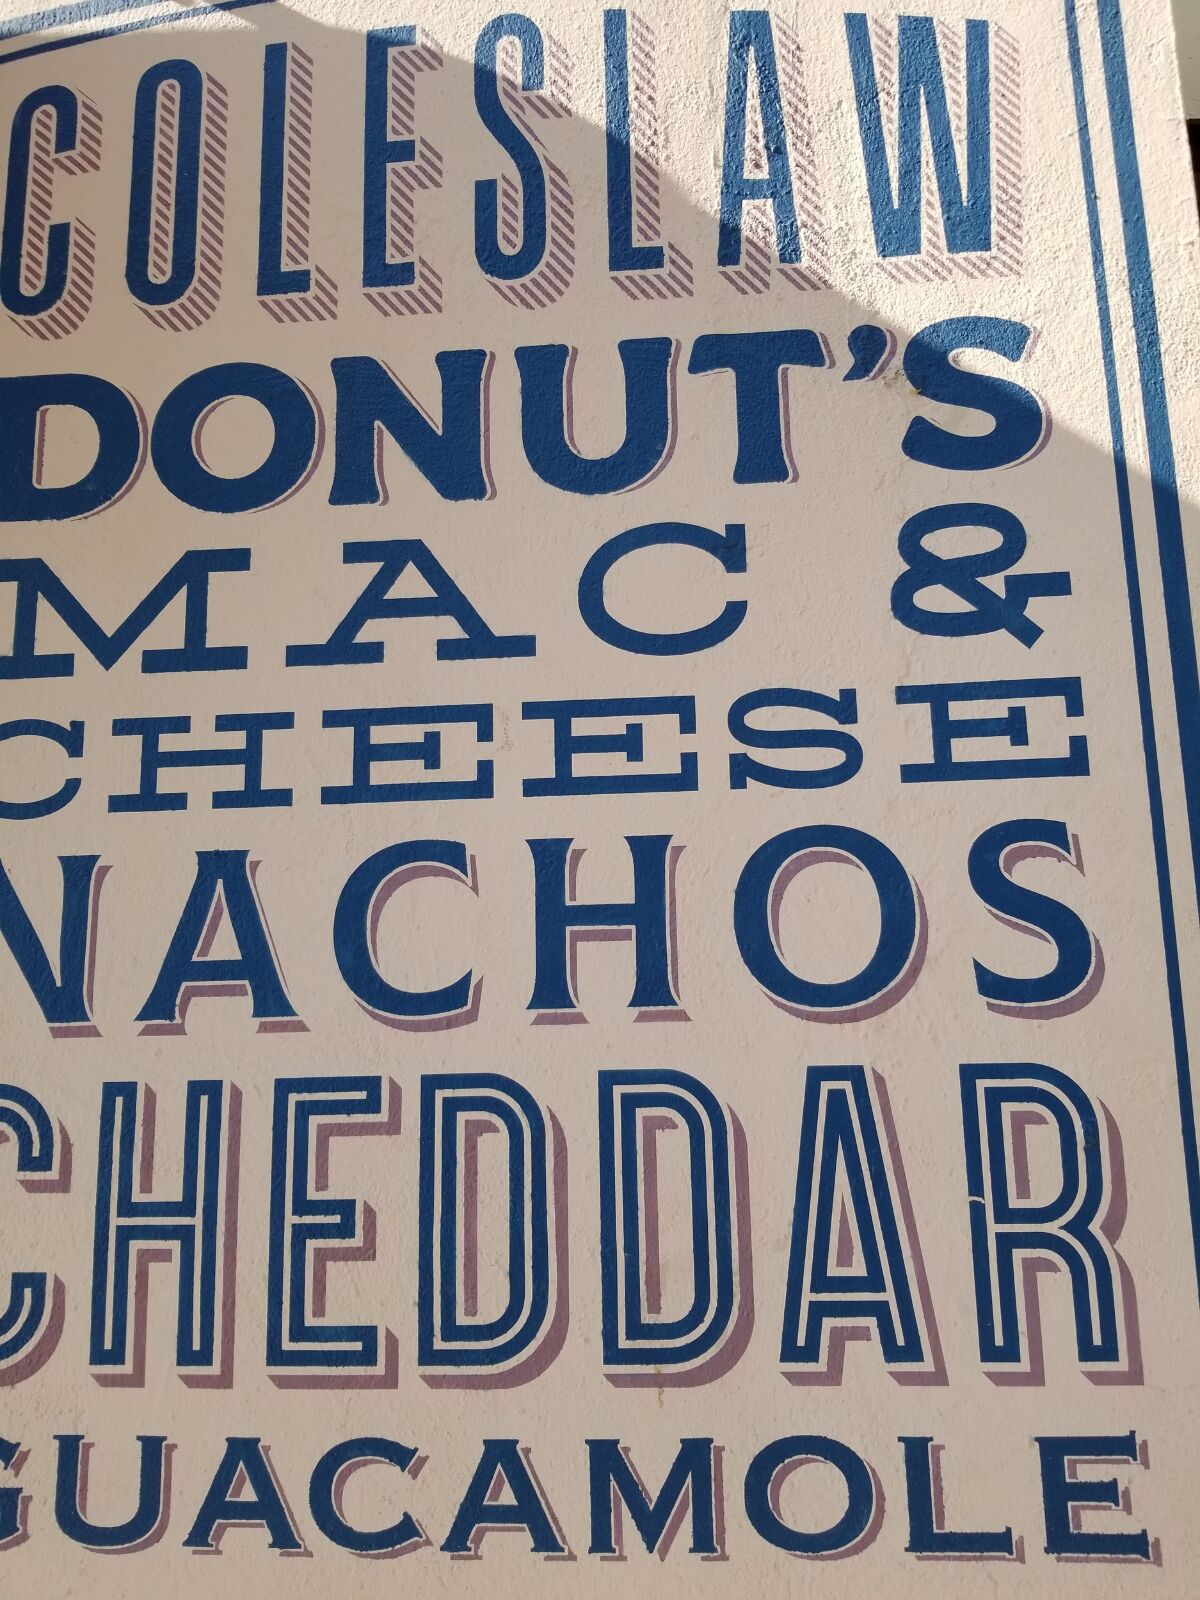 COLESLAW
DONUT'S
MAC &
CHEESE
NACHOS
CHEDDAR
GUACAMOLE